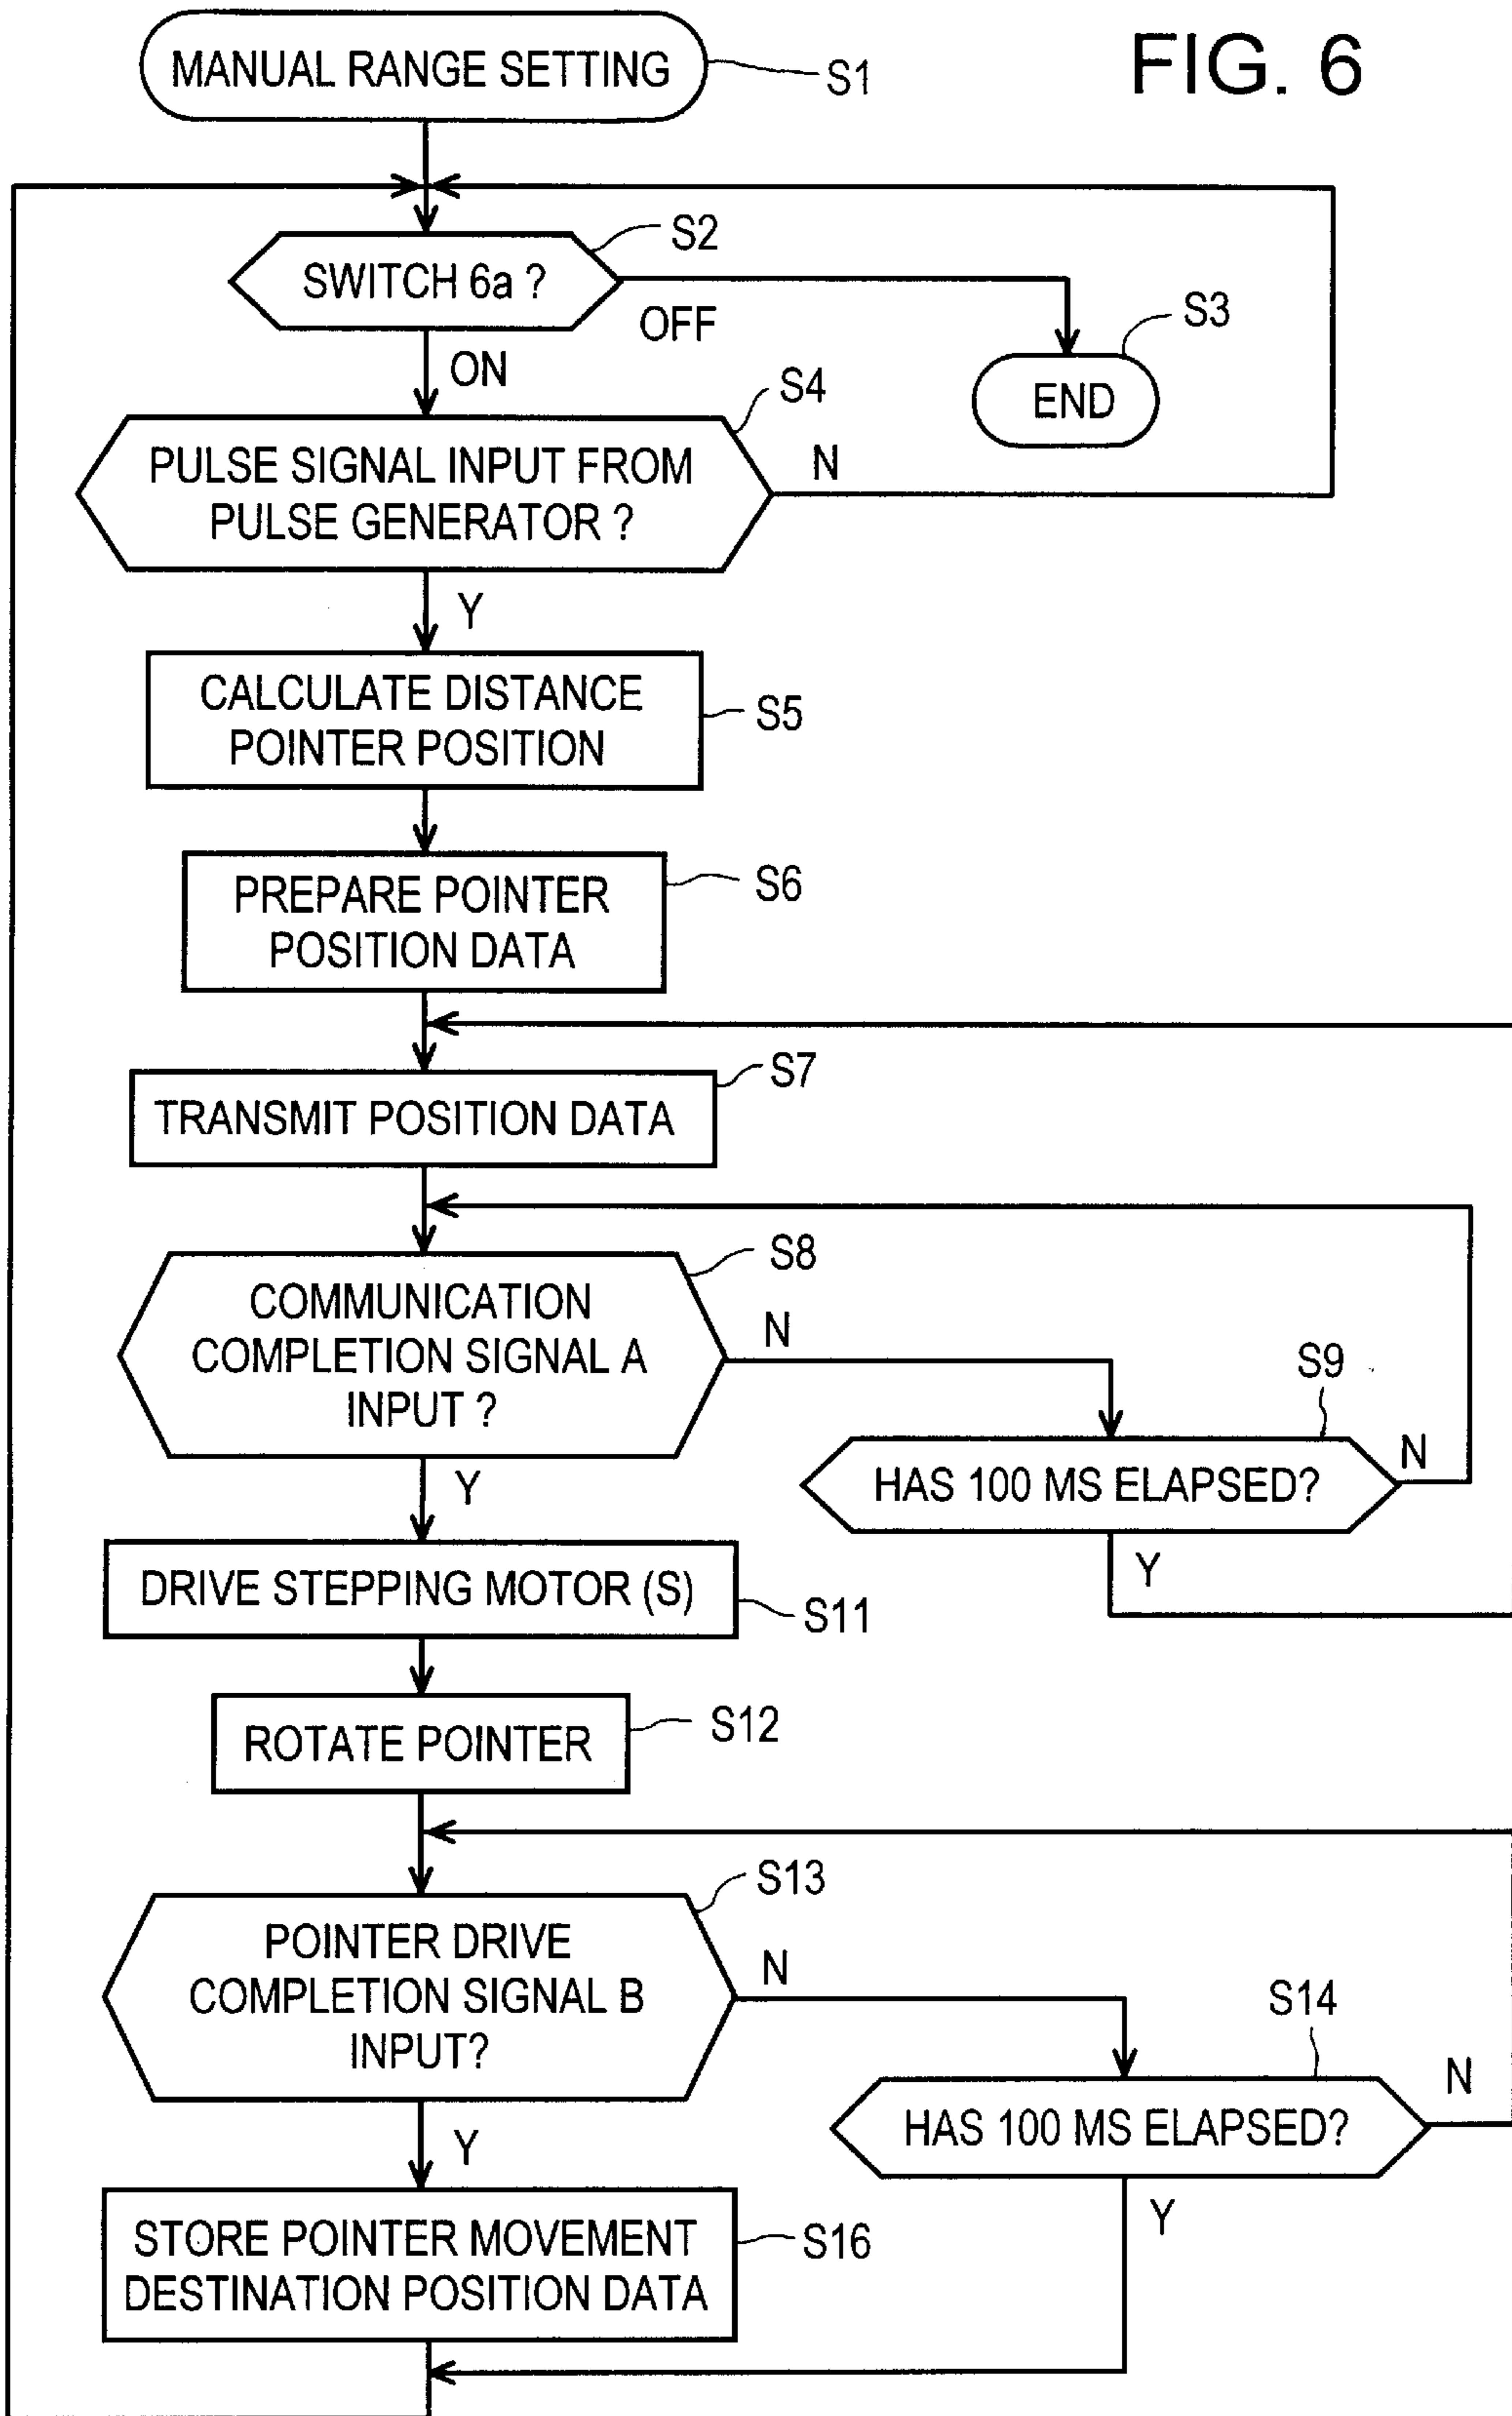 FIG. 6
MANUAL RANGE SETTING
S1
SWITCH 6a ?
S2
OFF
ON
END
S3
PULSE SIGNAL INPUT FROM
PULSE GENERATOR ?
S4
N
Y
CALCULATE DISTANCE
POINTER POSITION
S5
PREPARE POINTER
POSITION DATA
S6
TRANSMIT POSITION DATA
S7
COMMUNICATION
COMPLETION SIGNAL A
INPUT ?
S8
N
Y
HAS 100 MS ELAPSED?
S9
N
Y
DRIVE STEPPING MOTOR (S)
S11
ROTATE POINTER
S12
POINTER DRIVE
COMPLETION SIGNAL B
INPUT?
S13
N
Y
HAS 100 MS ELAPSED?
S14
N
Y
STORE POINTER MOVEMENT
DESTINATION POSITION DATA
S16